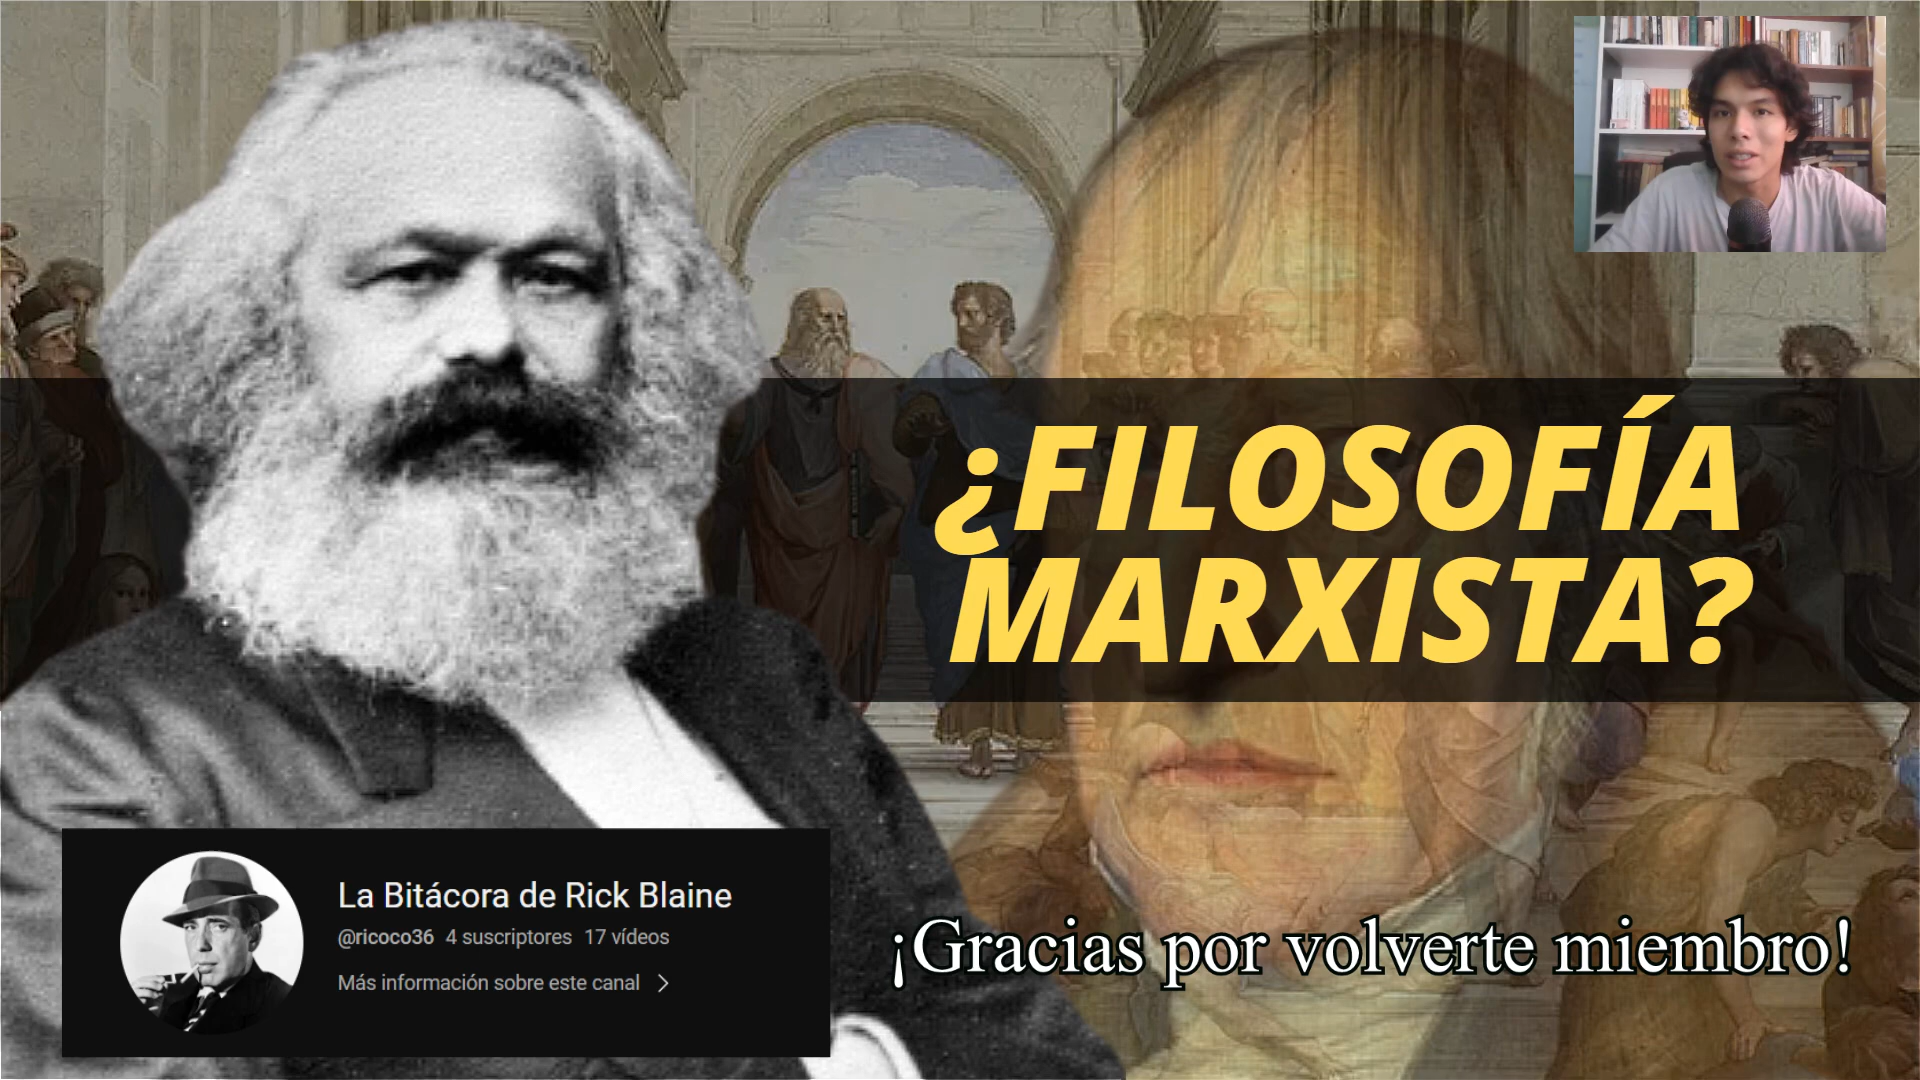 ¿FILOSOFÍA
MARXISTA?
La Bitácora de Rick Blaine
@ricoco36 4 suscriptores 17 vídeos
Más información sobre este canal
¡Gracias por volverte miembro!